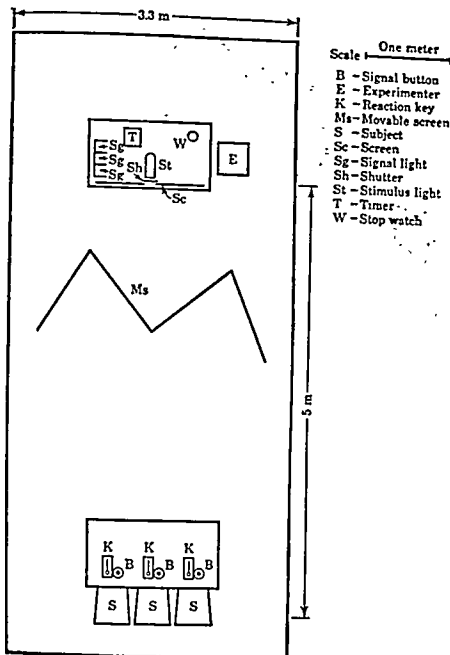 3.3 m
Scale One meter
B – Signal button
E – Experimenter
K – Reaction key
Ms – Movable screen
S – Subject
Sc – Screen
Sg – Signal light
Sh – Shutter
St – Stimulus light
T – Timer
W – Stop watch
T W
Sg
Sg
Sh St E
Sg
Sc
Ms
5 m
K K K
B B B
S S S